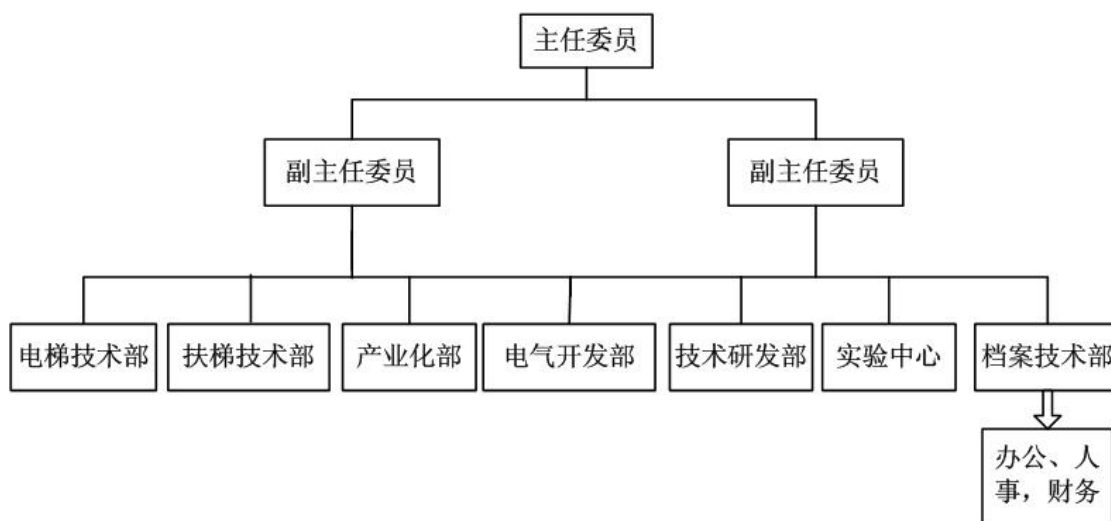 主任委员
副主任委员
副主任委员
电梯技术部
扶梯技术部
产业化部
电气开发部
技术研发部
实验中心
档案技术部
办公、人
事，财务